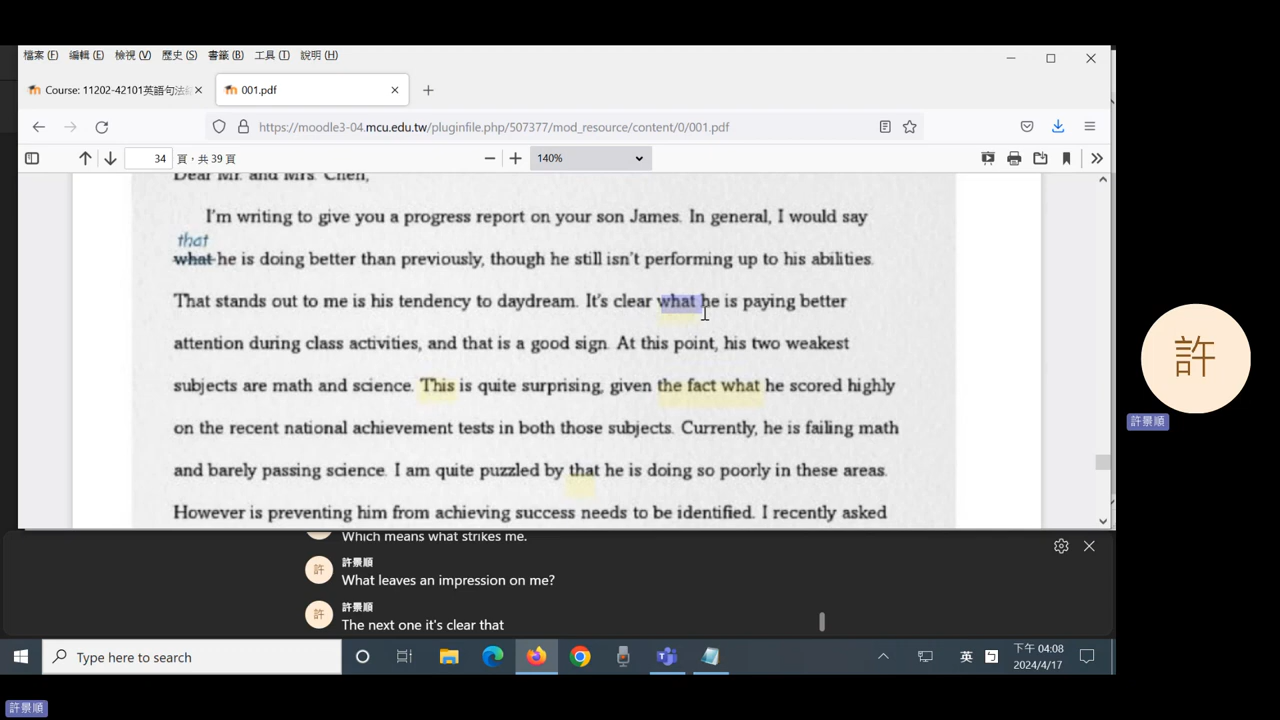 檔案 (F) 編輯 (E) 檢視 (V) 歷史 (S) 書籤 (B) 工具 (T) 說明 (H)
Course: 11202-42101英語句法
001.pdf
https://moodle3-04.mcu.edu.tw/pluginfile.php/507377/mod_resource/content/0/001.pdf
34 頁，共 39 頁
140%
Dear Mr. and Mrs. Chen,
I'm writing to give you a progress report on your son James. In general, I would say
that
what he is doing better than previously, though he still isn't performing up to his abilities.
That stands out to me is his tendency to daydream. It's clear what he is paying better
attention during class activities, and that is a good sign. At this point, his two weakest
subjects are math and science. This is quite surprising, given the fact what he scored highly
on the recent national achievement tests in both those subjects. Currently, he is failing math
and barely passing science. I am quite puzzled by that he is doing so poorly in these areas.
However is preventing him from achieving success needs to be identified. I recently asked
Which means what strikes me.
許景順
許
What leaves an impression on me?
許景順
許
The next one it's clear that
許
許景順
Type here to search
英
下午 04:08
2024/4/17
許景順